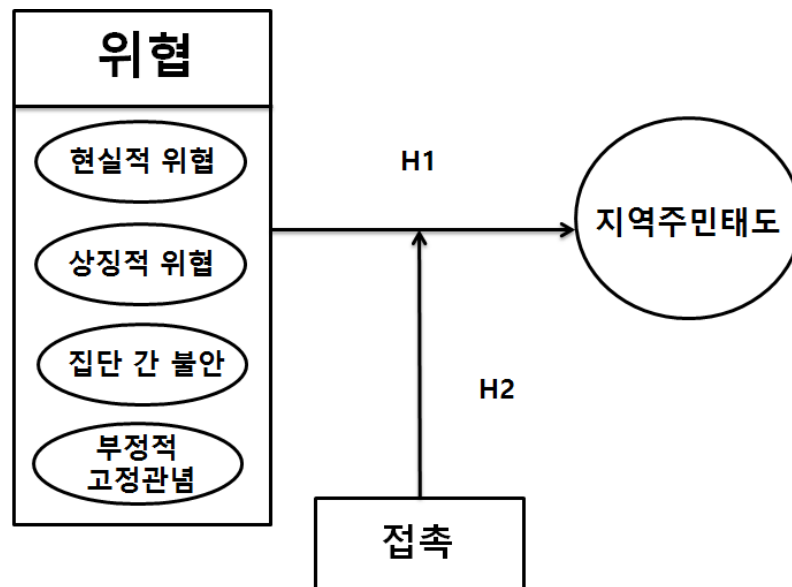 위협
현실적 위협
상징적 위협
집단 간 불안
부정적
고정관념
H1
지역주민태도
H2
접촉